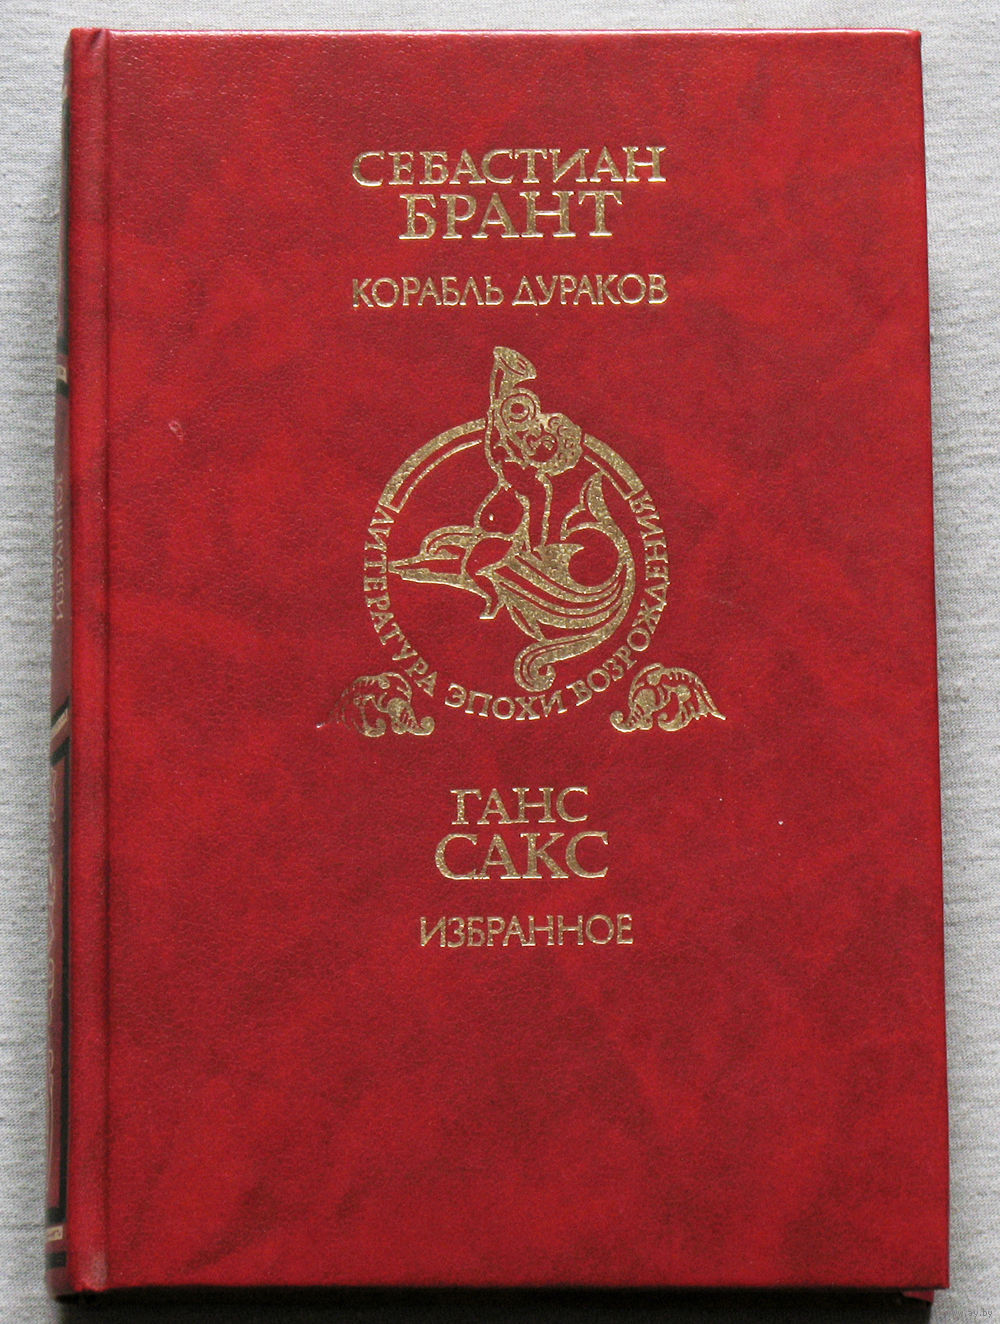 СЕБАСТИАН
БРАНТ
КОРАБЛЬ ДУРАКОВ
ЛИТЕРАТУРА ЭПОХИ ВОЗРОЖДЕНИЯ
ГАНС
САКС
ИЗБРАННОЕ